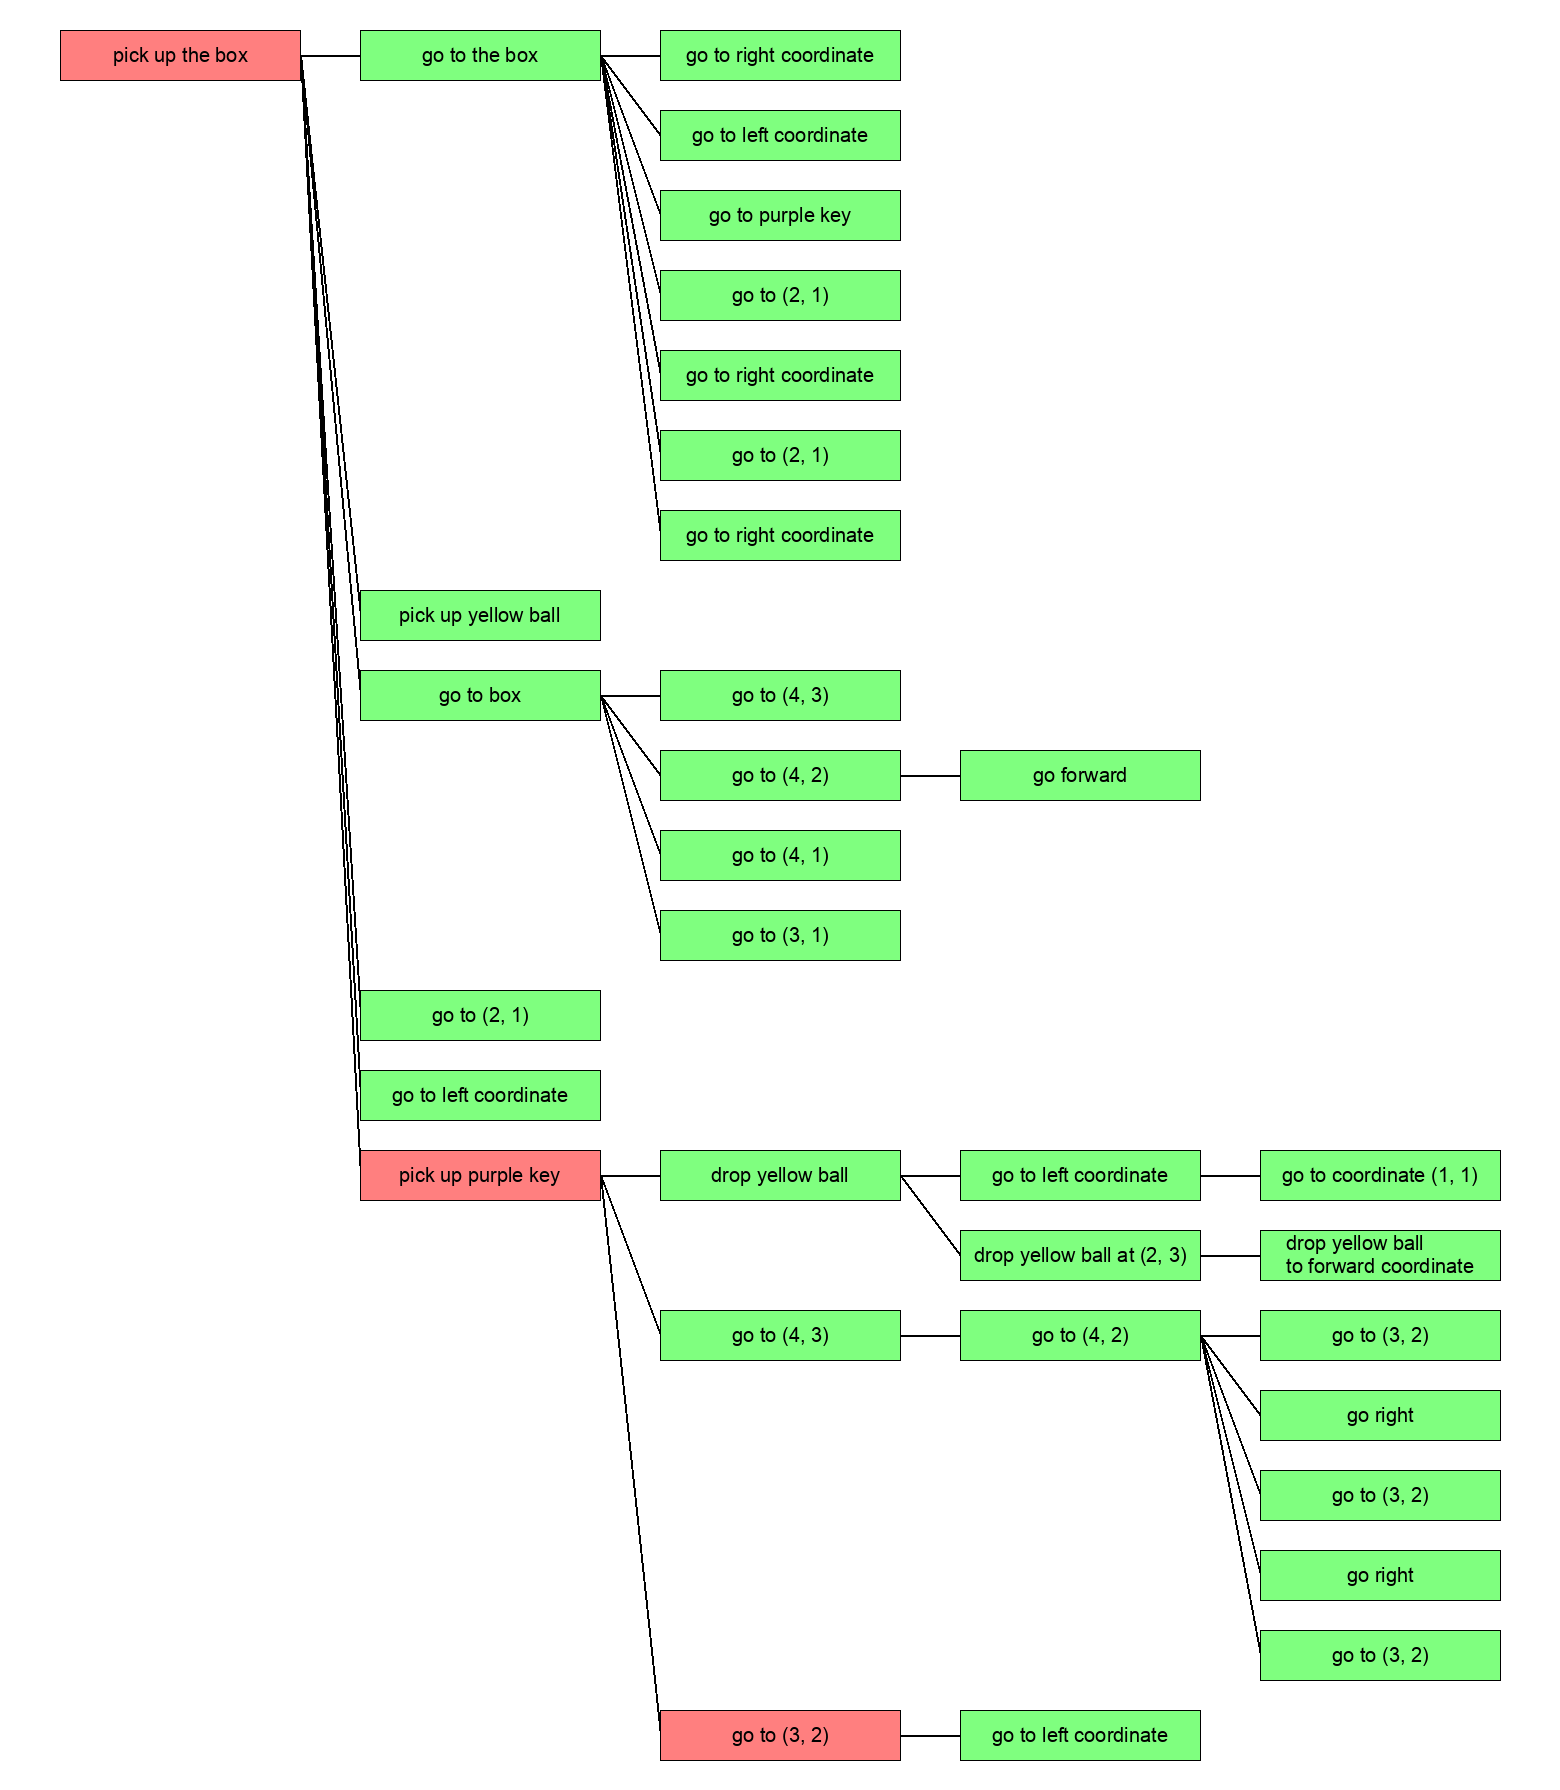 pick up the box
go to the box
go to right coordinate
go to left coordinate
go to purple key
go to (2, 1)
go to right coordinate
go to (2, 1)
go to right coordinate
pick up yellow ball
go to box
go to (4, 3)
go to (4, 2)
go forward
go to (4, 1)
go to (3, 1)
go to (2, 1)
go to left coordinate
pick up purple key
drop yellow ball
go to left coordinate
go to coordinate (1, 1)
drop yellow ball at (2, 3)
drop yellow ball
to forward coordinate
go to (4, 3)
go to (4, 2)
go to (3, 2)
go right
go to (3, 2)
go right
go to (3, 2)
go to (3, 2)
go to left coordinate